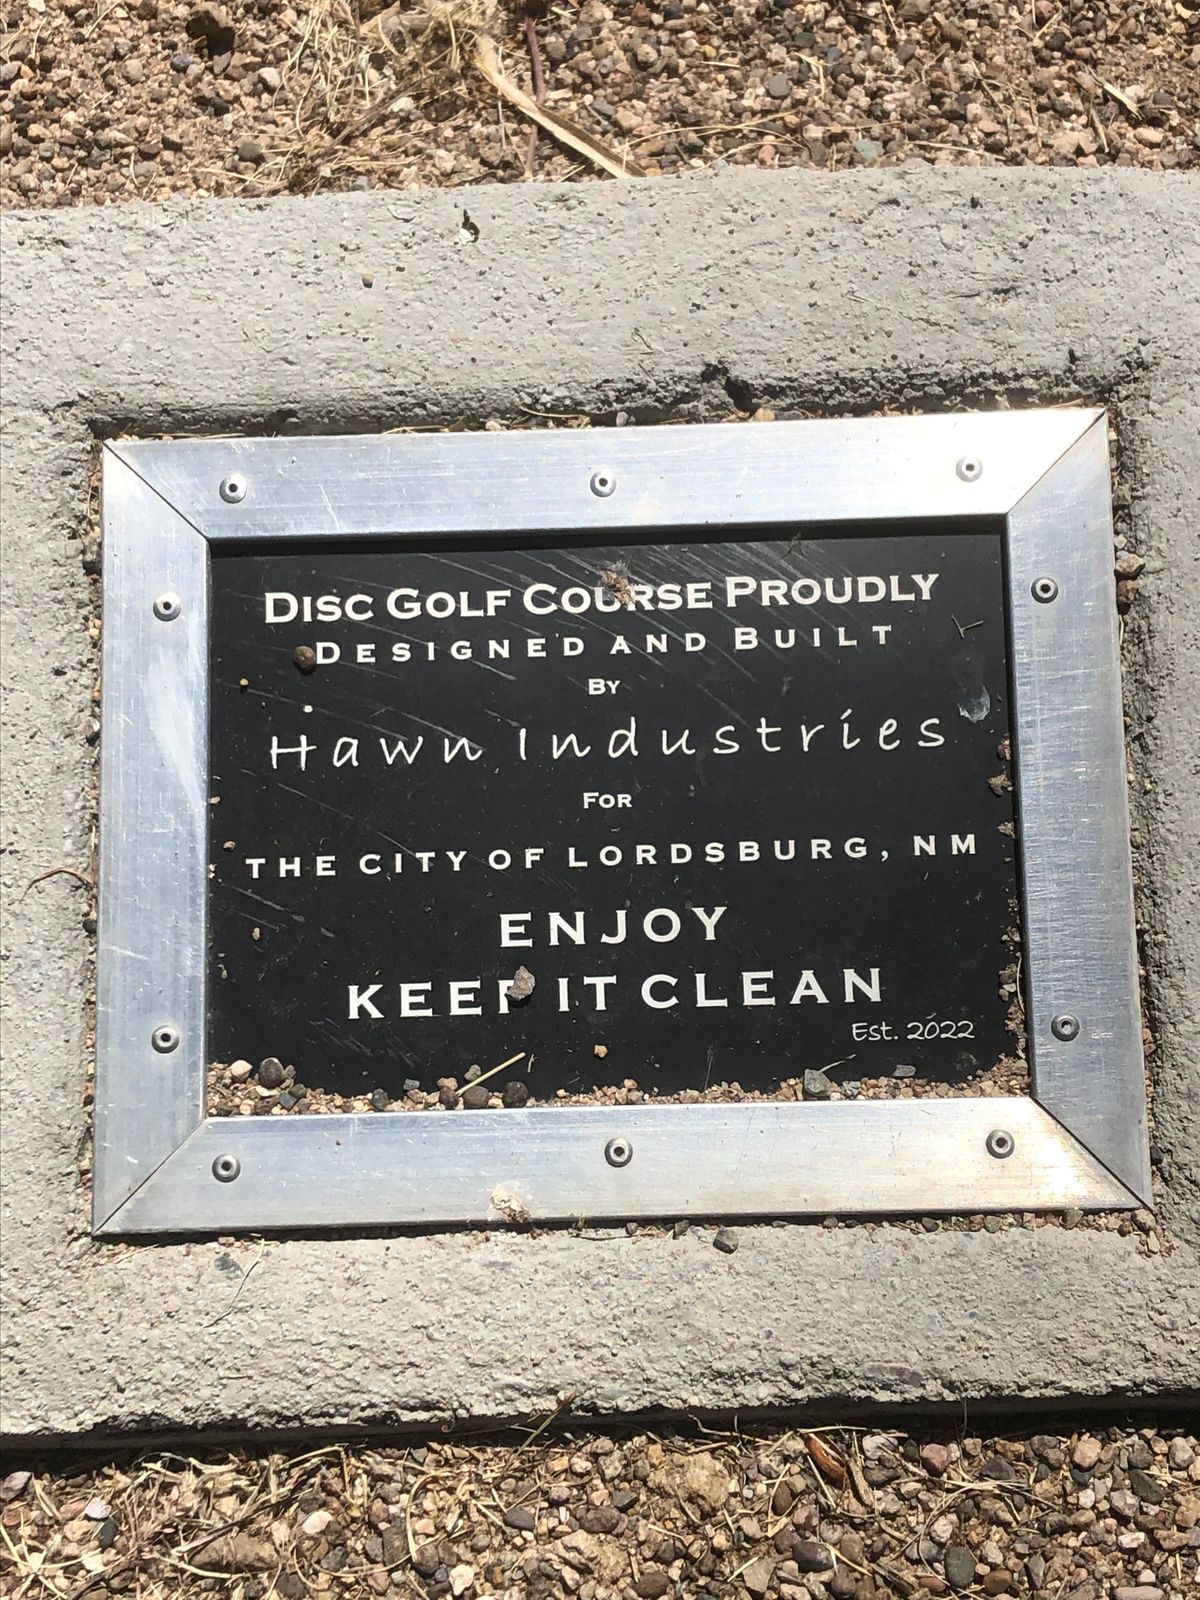 Disc Golf Course Proudly
Designed and Built
By
Hawn Industries
For
THE CITY OF LORDSBURG, NM
ENJOY
KEEP IT CLEAN
Est. 2022